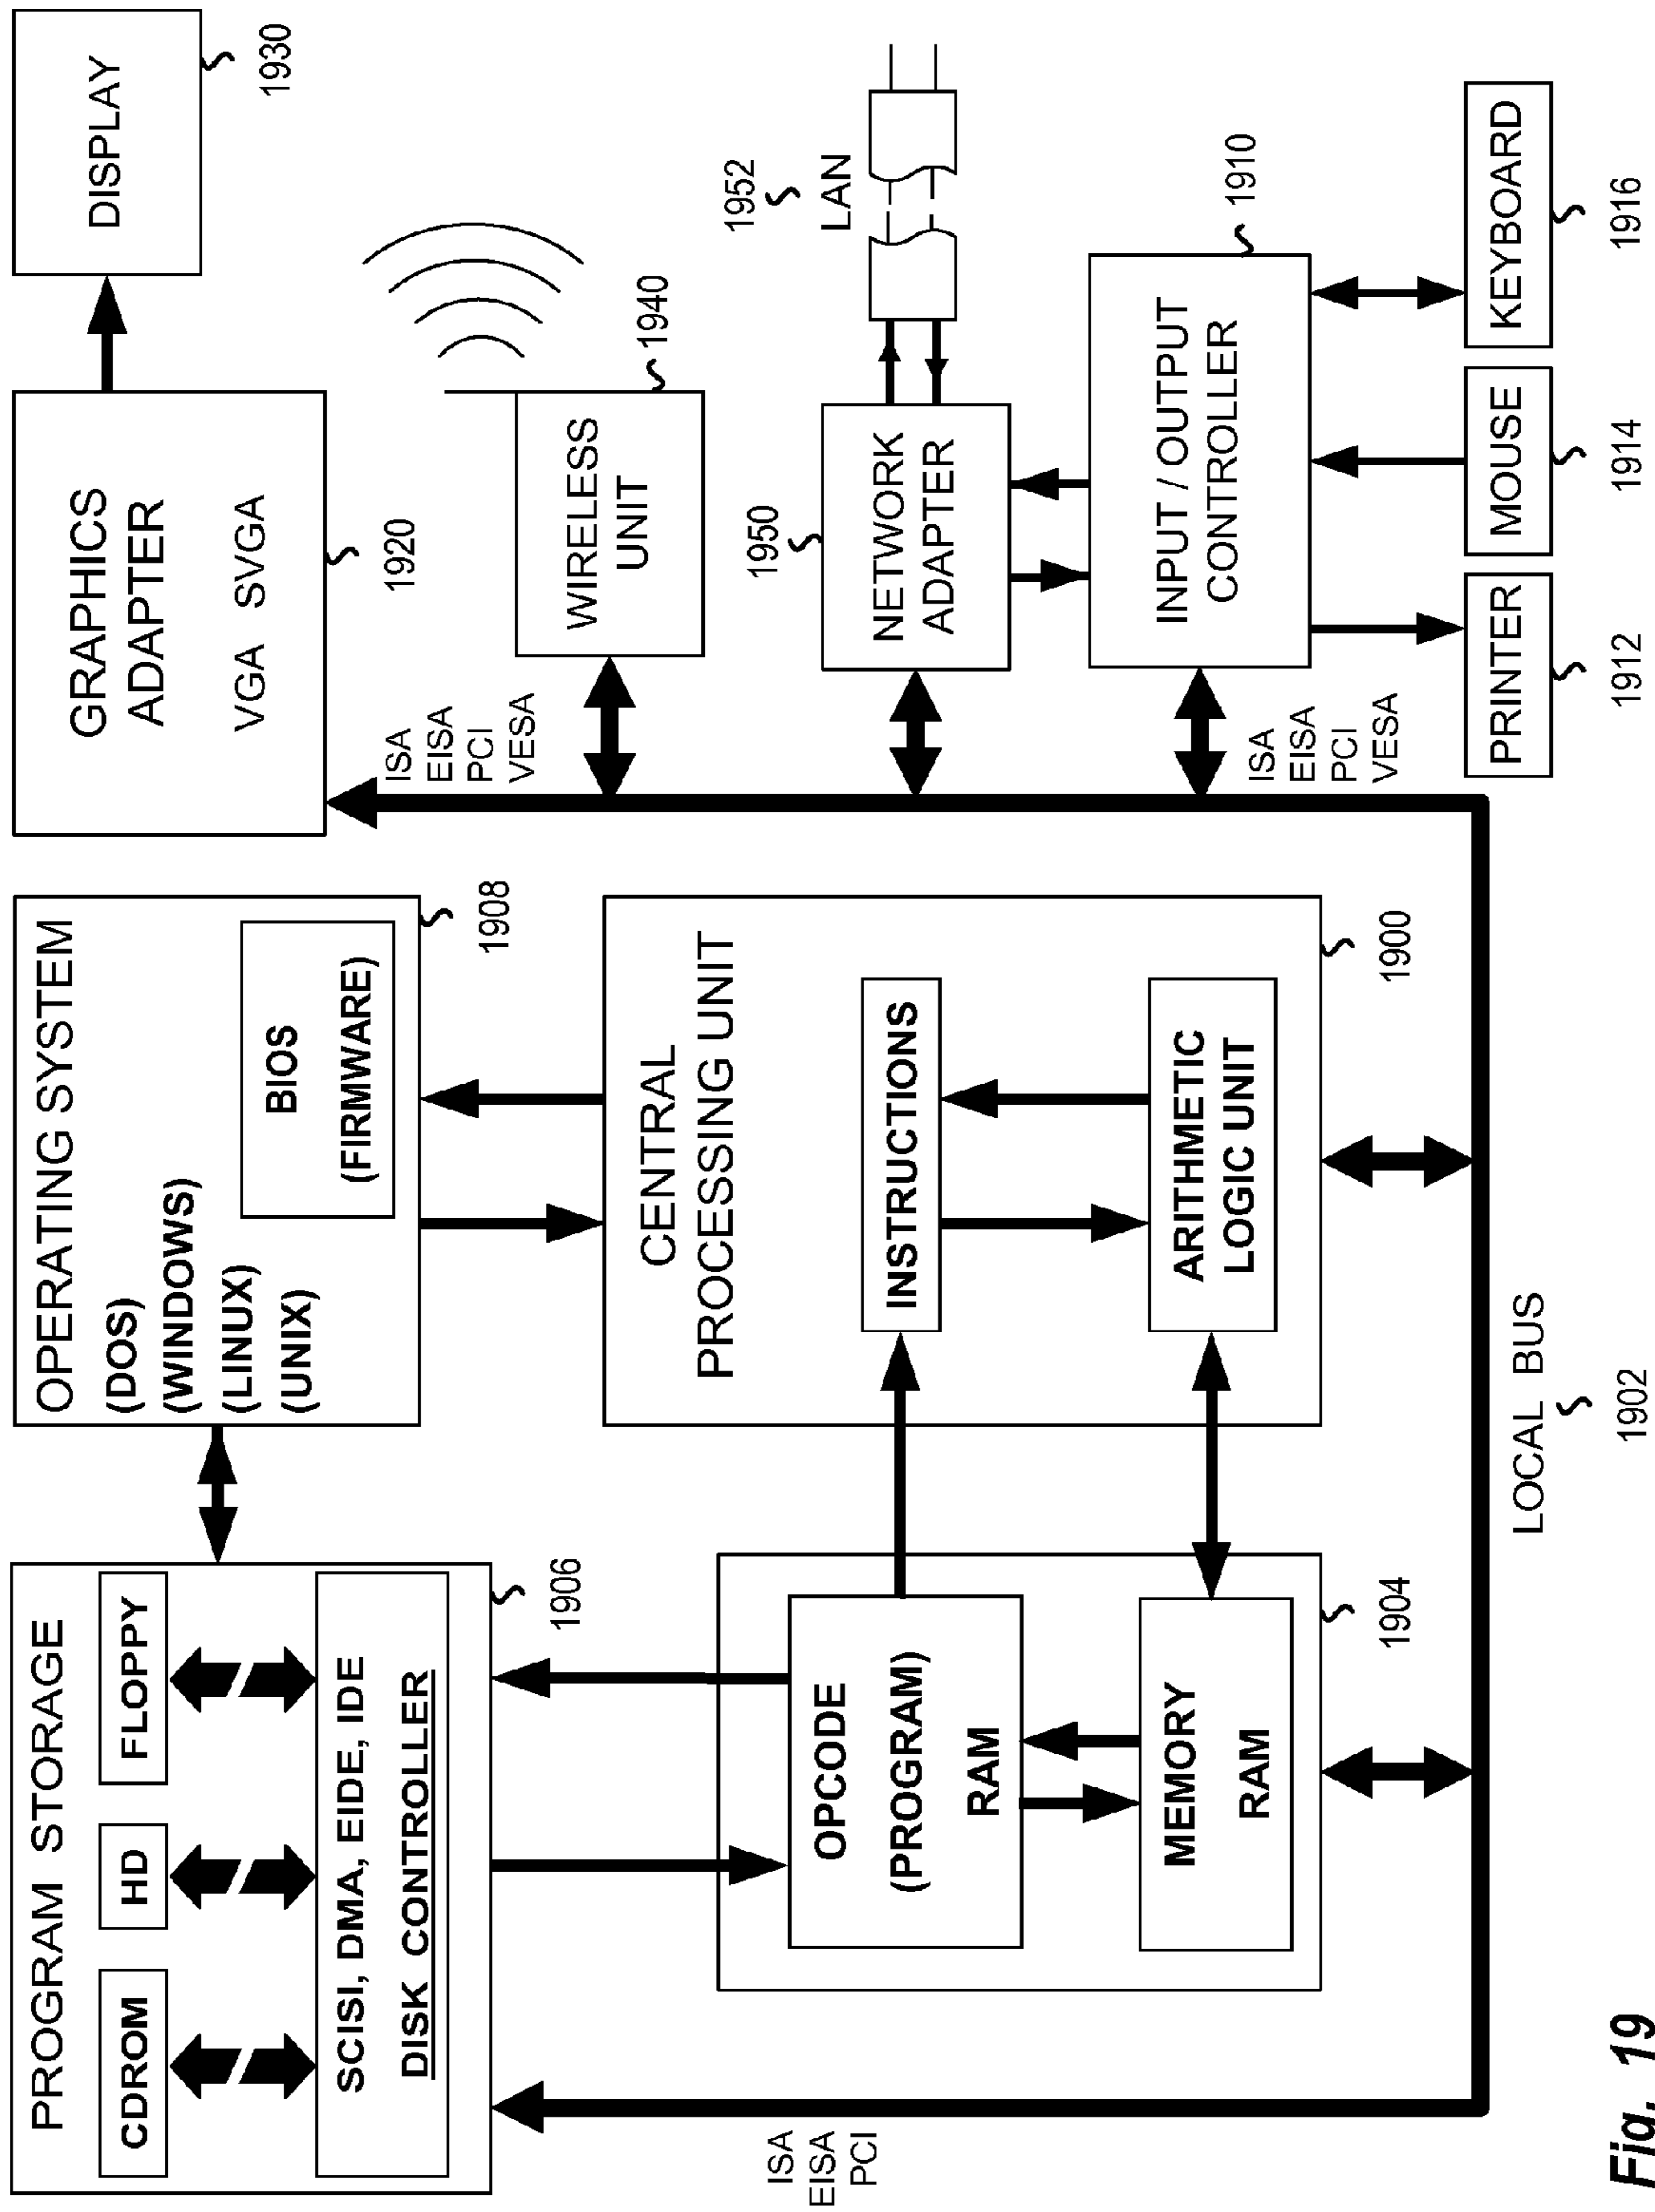 PROGRAM STORAGE
CDROM
HD
FLOPPY
SCISI, DMA, EIDE, IDE
DISK CONTROLLER
1906
OPERATING SYSTEM
(DOS)
(WINDOWS)
(LINUX)
(UNIX)
BIOS
(FIRMWARE)
1908
GRAPHICS
ADAPTER
VGA SVGA
1920
DISPLAY
1930
ISA
EISA
PCI
VESA
WIRELESS
UNIT
1940
CENTRAL
PROCESSING UNIT
INSTRUCTIONS
ARITHMETIC
LOGIC UNIT
1900
OPCODE
(PROGRAM)
RAM
MEMORY
RAM
1904
ISA
EISA
PCI
1950
NETWORK
ADAPTER
1952
LAN
INPUT / OUTPUT
CONTROLLER
1910
ISA
EISA
PCI
VESA
PRINTER
1912
MOUSE
1914
KEYBOARD
1916
LOCAL BUS
1902
Fig. 19